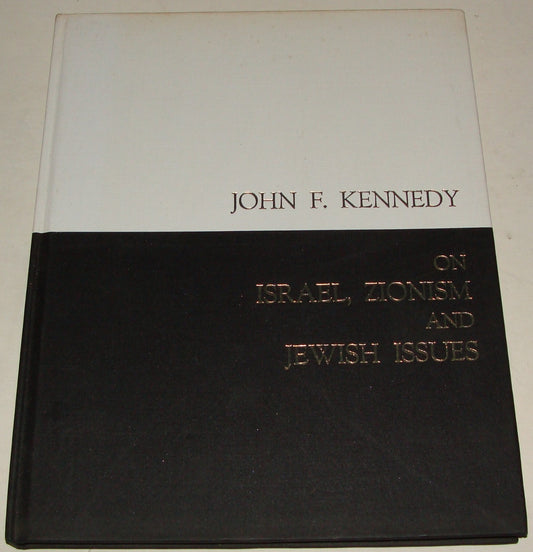 JOHN F. KENNEDY
ON
ISRAEL, ZIONISM
AND
JEWISH ISSUES